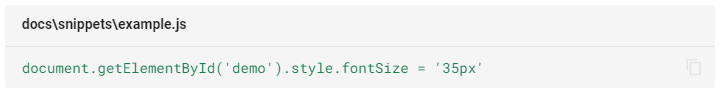 docs\snippets\example.js
document.getElementById('demo').style.fontSize = '35px'